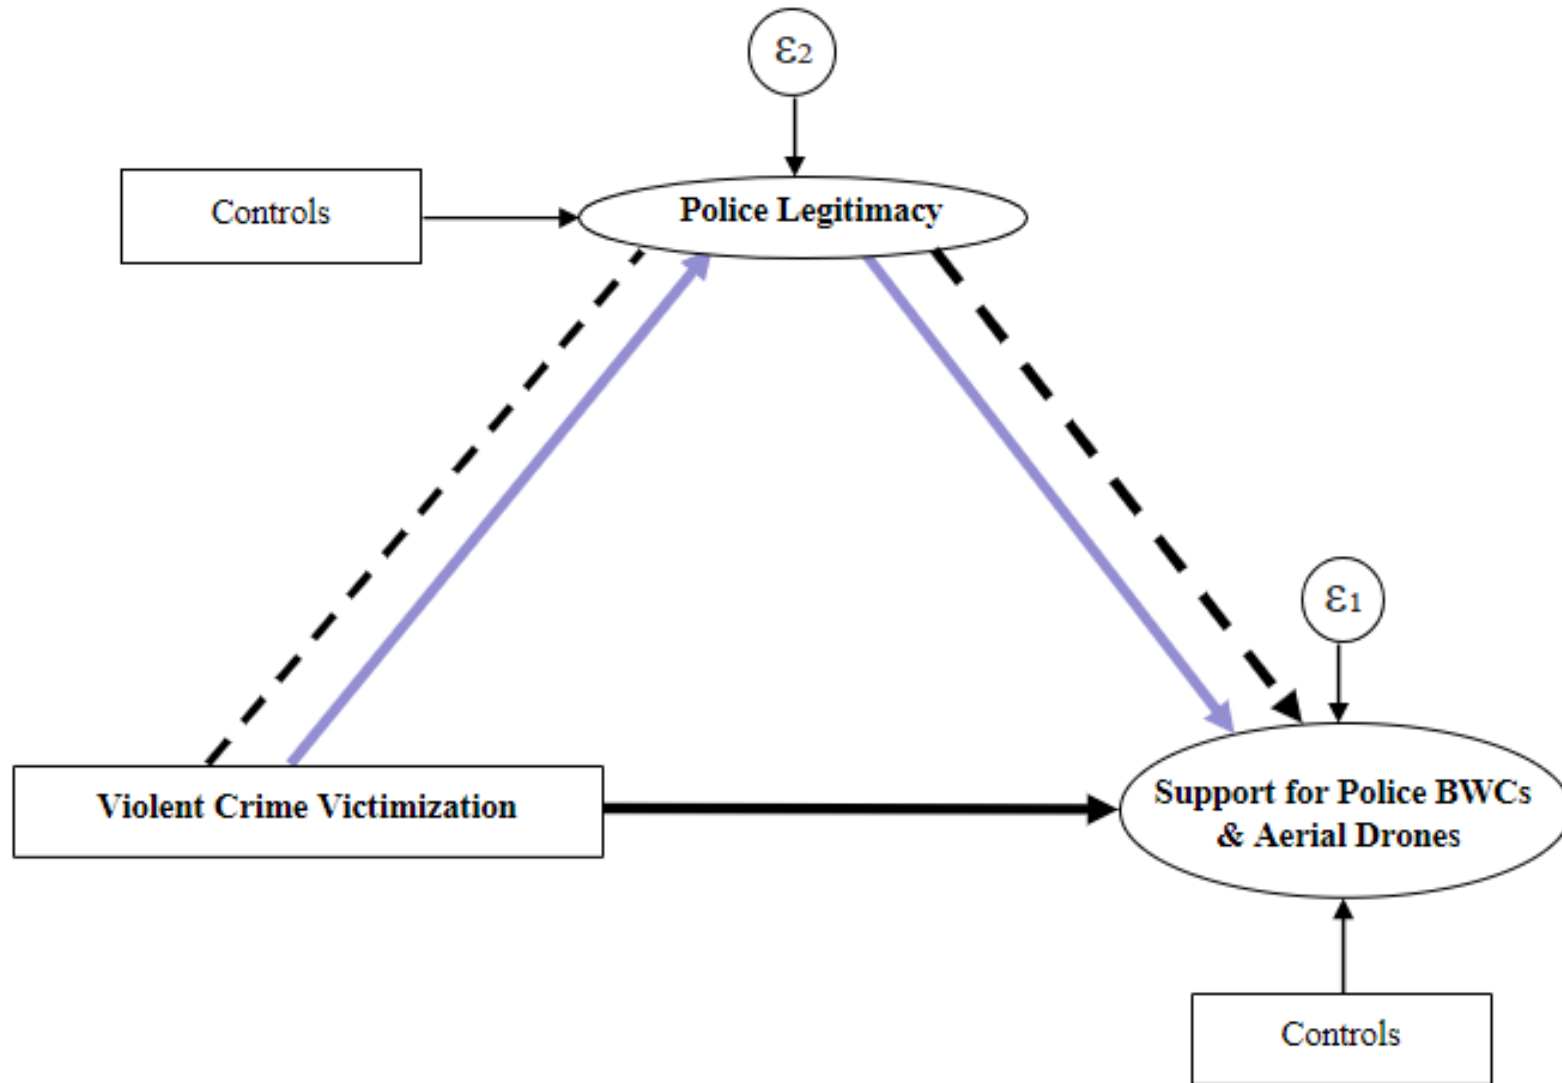 ε2
Controls
Police Legitimacy
ε1
Violent Crime Victimization
Support for Police BWCs
& Aerial Drones
Controls